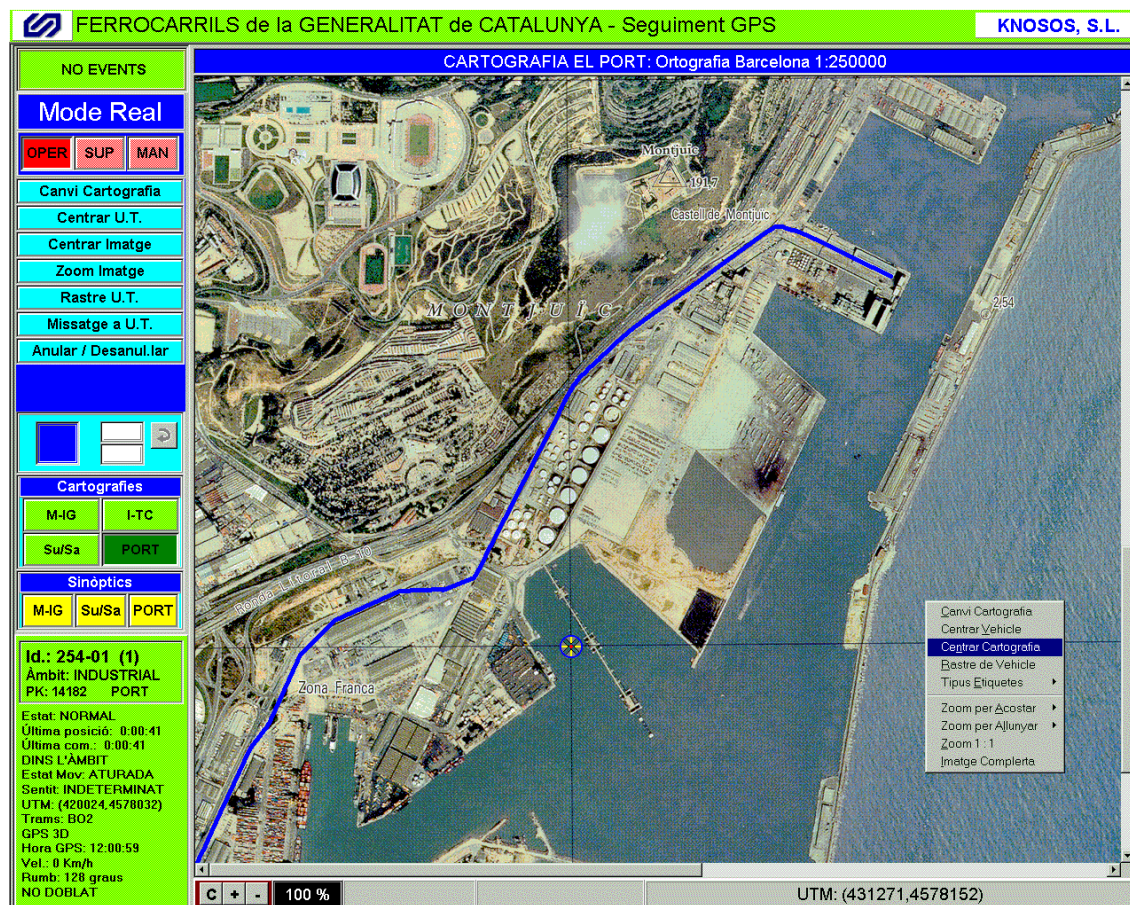 FERROCARRILS de la GENERALITAT de CATALUNYA - Seguiment GPS
KNOSOS, S.L.
NO EVENTS
Mode Real
OPER SUP MAN
Canvi Cartografia
Centrar U.T.
Centrar Imatge
Zoom Imatge
Rastre U.T.
Missatge a U.T.
Anular / Desanul.lar
Cartografies
M-IG I-TC
Su/Sa PORT
Sinòptics
M-IG Su/Sa PORT
Id.: 254-01 (1)
Àmbit: INDUSTRIAL
PK: 14182 PORT
Estat: NORMAL
Última posició: 0:00:41
Última com.: 0:00:41
DINS L'ÀMBIT
Estat Mov: ATURADA
Sentit: INDETERMINAT
UTM: (420024,4578032)
Trams: BO2
GPS 3D
Hora GPS: 12:00:59
Vel.: 0 Km/h
Rumb: 128 graus
NO DOBLAT
CARTOGRAFIA EL PORT: Ortografia Barcelona 1:250000
Montjuïc
191,7
Castell de Montjuïc
MONTJUÏC
2,54
Ronda Litoral B-10
Zona Franca
Canvi Cartografia
Centrar Vehicle
Centrar Cartografia
Rastre de Vehicle
Tipus Etiquetes
Zoom per Acostar
Zoom per Allunyar
Zoom 1 : 1
Imatge Complerta
C + - 100 %
UTM: (431271,4578152)